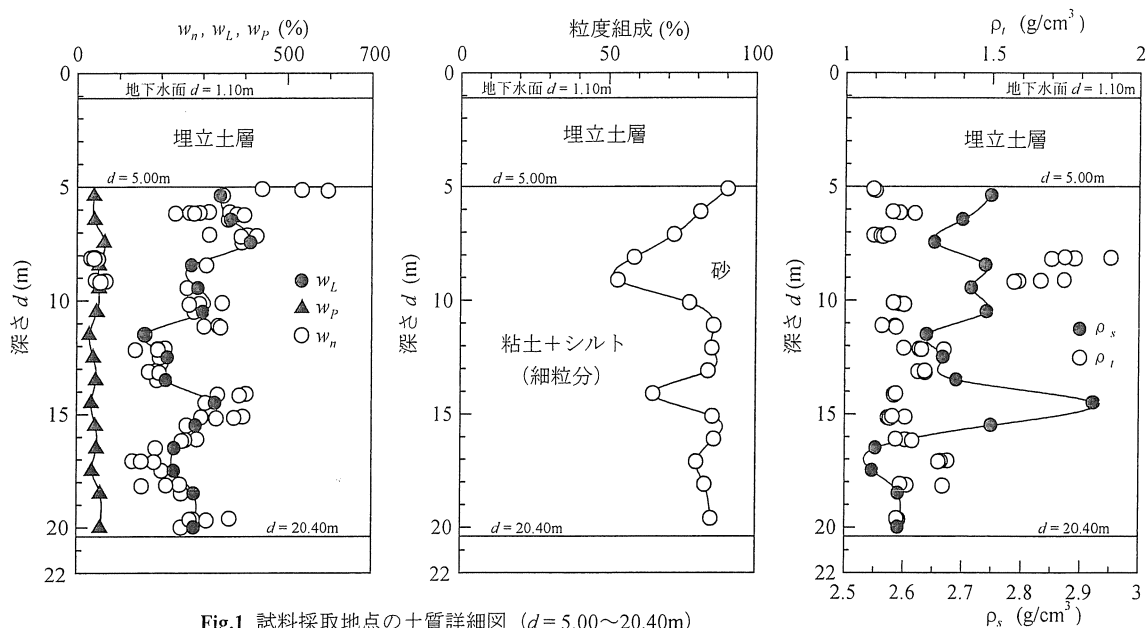 w_n, w_L, w_P (%)
0 500 700
0
5
10
15
20
22
深さ d (m)
地下水面 d = 1.10m
埋立土層
d = 5.00m
w_L
w_P
w_n
d = 20.40m
粒度組成 (%)
0 50 100
0
5
10
15
20
22
深さ d (m)
地下水面 d = 1.10m
埋立土層
d = 5.00m
砂
粘土＋シルト
（細粒分）
d = 20.40m
ρ_t (g/cm³)
1 1.5 2
0
5
10
15
20
22
深さ d (m)
地下水面 d = 1.10m
埋立土層
d = 5.00m
ρ_s
ρ_t
d = 20.40m
2.5 2.6 2.7 2.8 2.9 3
ρ_s (g/cm³)
Fig.1 試料採取地点の土質詳細図（d = 5.00～20.40m）